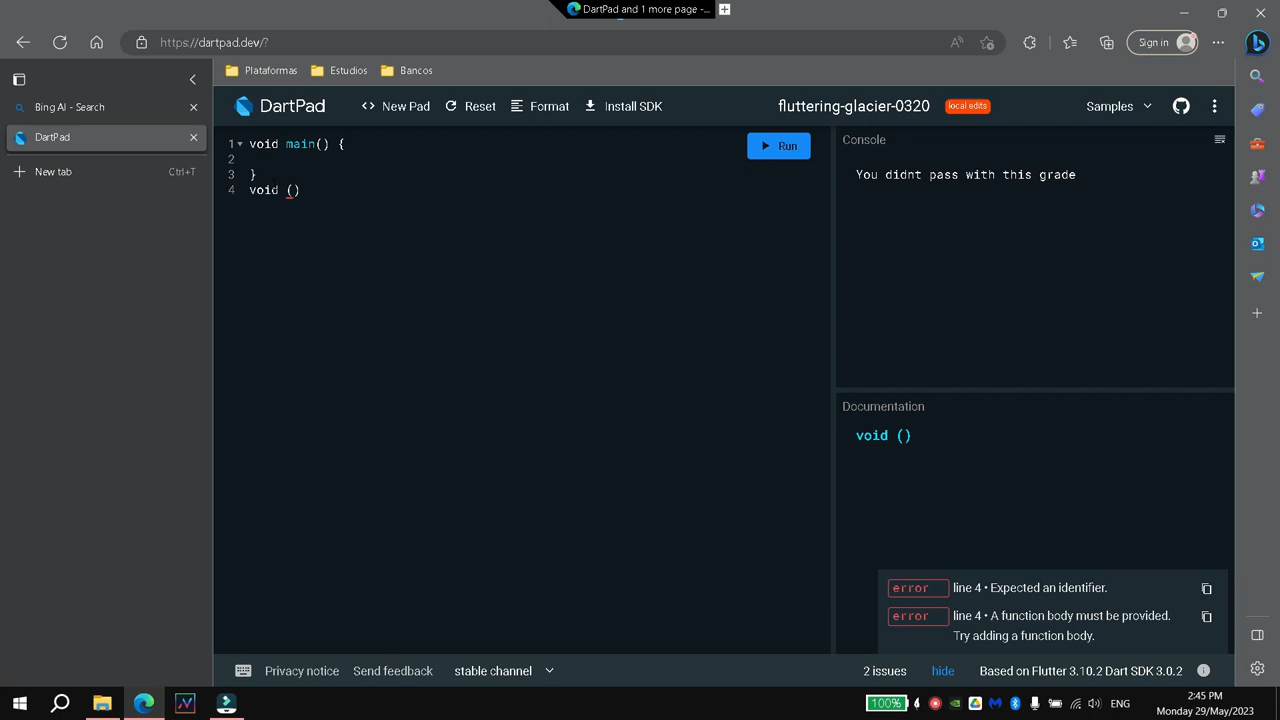 DartPad and 1 more page -...
https://dartpad.dev/?
Sign in
Plataformas Estudios Bancos
Bing AI - Search
DartPad
New tab Ctrl+T
DartPad New Pad Reset Format Install SDK fluttering-glacier-0320 local edits Samples
1 void main() {
2
3 }
4 void ()
Run
Console
You didnt pass with this grade
Documentation
void ()
error line 4 • Expected an identifier.
error line 4 • A function body must be provided.
Try adding a function body.
Privacy notice Send feedback stable channel 2 issues hide Based on Flutter 3.10.2 Dart SDK 3.0.2
100% ENG
2:45 PM
Monday 29/May/2023